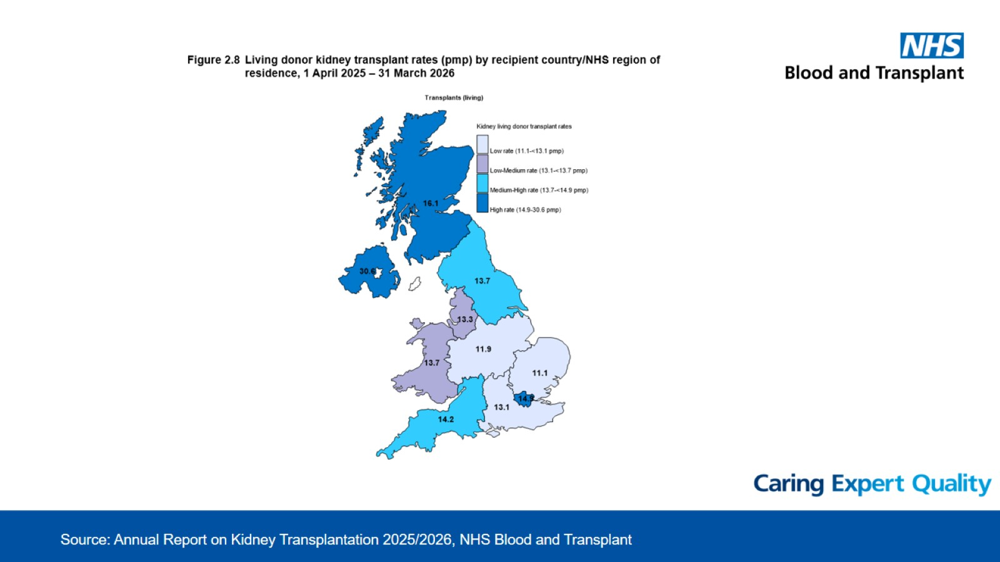 NHS
Blood and Transplant
Figure 2.8 Living donor kidney transplant rates (pmp) by recipient country/NHS region of
residence, 1 April 2025 – 31 March 2026
Transplants (living)
Kidney living donor transplant rates
Low rate (11.1-<13.1 pmp)
Low-Medium rate (13.1-<13.7 pmp)
Medium-High rate (13.7-<14.9 pmp)
High rate (14.9-30.6 pmp)
16.1
30.6
13.7
13.3
11.9
13.7
11.1
14.9
13.1
14.2
Caring Expert Quality
Source: Annual Report on Kidney Transplantation 2025/2026, NHS Blood and Transplant